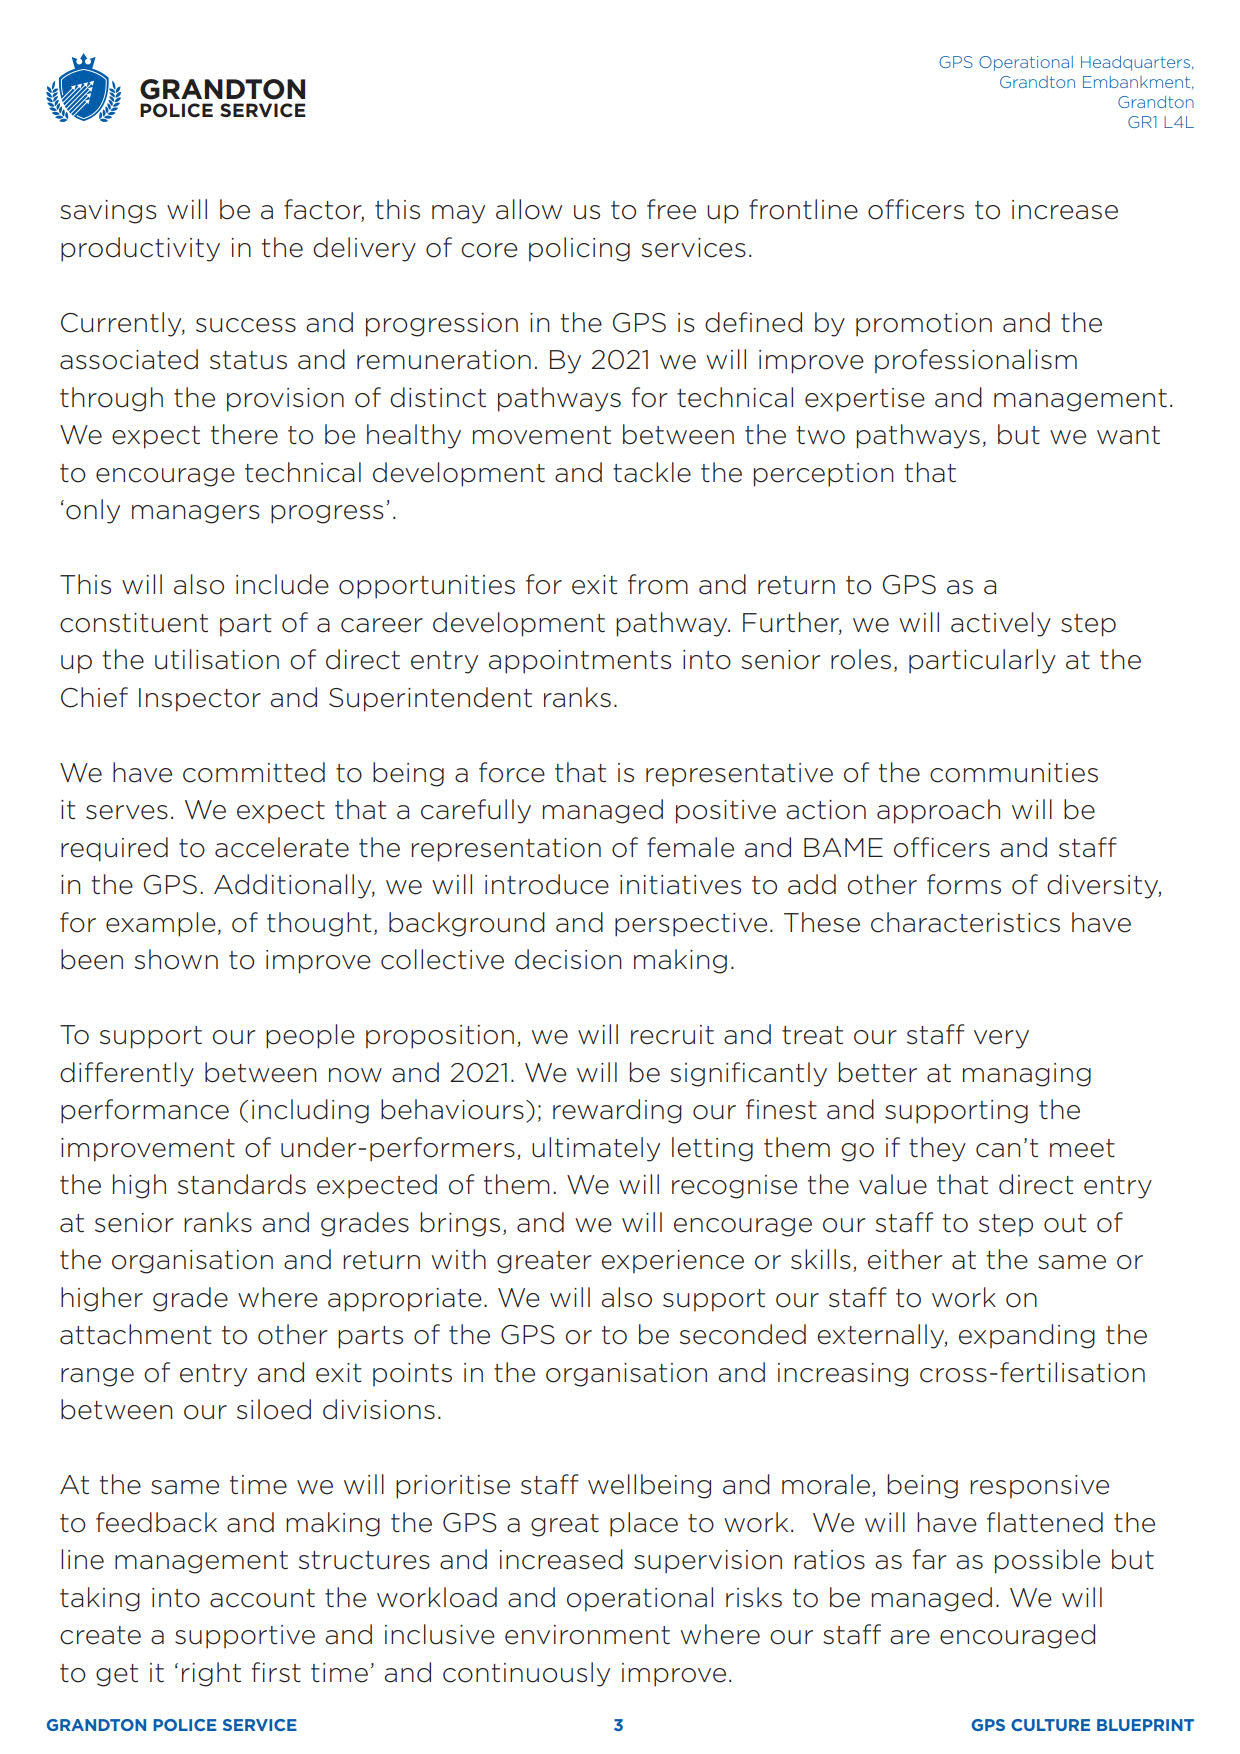 GRANDTON
POLICE SERVICE
GPS Operational Headquarters,
Grandton Embankment,
Grandton
GR1 L4L
savings will be a factor, this may allow us to free up frontline officers to increase
productivity in the delivery of core policing services.
Currently, success and progression in the GPS is defined by promotion and the
associated status and remuneration. By 2021 we will improve professionalism
through the provision of distinct pathways for technical expertise and management.
We expect there to be healthy movement between the two pathways, but we want
to encourage technical development and tackle the perception that
‘only managers progress’.
This will also include opportunities for exit from and return to GPS as a
constituent part of a career development pathway. Further, we will actively step
up the utilisation of direct entry appointments into senior roles, particularly at the
Chief Inspector and Superintendent ranks.
We have committed to being a force that is representative of the communities
it serves. We expect that a carefully managed positive action approach will be
required to accelerate the representation of female and BAME officers and staff
in the GPS. Additionally, we will introduce initiatives to add other forms of diversity,
for example, of thought, background and perspective. These characteristics have
been shown to improve collective decision making.
To support our people proposition, we will recruit and treat our staff very
differently between now and 2021. We will be significantly better at managing
performance (including behaviours); rewarding our finest and supporting the
improvement of under-performers, ultimately letting them go if they can’t meet
the high standards expected of them. We will recognise the value that direct entry
at senior ranks and grades brings, and we will encourage our staff to step out of
the organisation and return with greater experience or skills, either at the same or
higher grade where appropriate. We will also support our staff to work on
attachment to other parts of the GPS or to be seconded externally, expanding the
range of entry and exit points in the organisation and increasing cross-fertilisation
between our siloed divisions.
At the same time we will prioritise staff wellbeing and morale, being responsive
to feedback and making the GPS a great place to work.  We will have flattened the
line management structures and increased supervision ratios as far as possible but
taking into account the workload and operational risks to be managed. We will
create a supportive and inclusive environment where our staff are encouraged
to get it ‘right first time’ and continuously improve.
GRANDTON POLICE SERVICE
3
GPS CULTURE BLUEPRINT